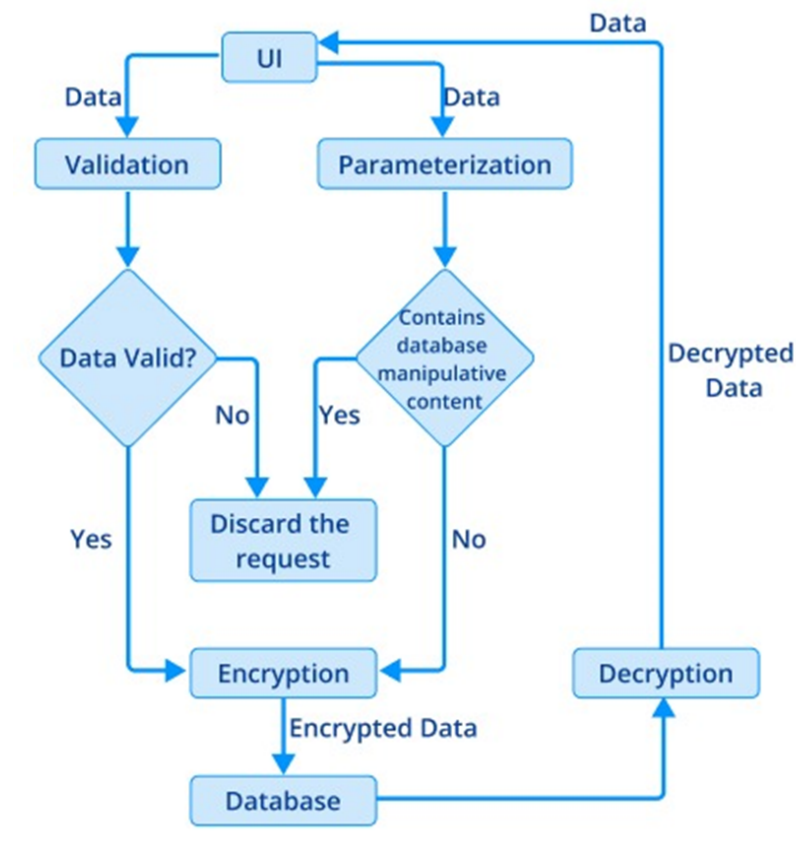 Data
UI
Data
Data
Validation
Parameterization
Data Valid?
Contains
database
manipulative
content
Decrypted
Data
No
Yes
Discard the
request
Yes
No
Encryption
Decryption
Encrypted Data
Database